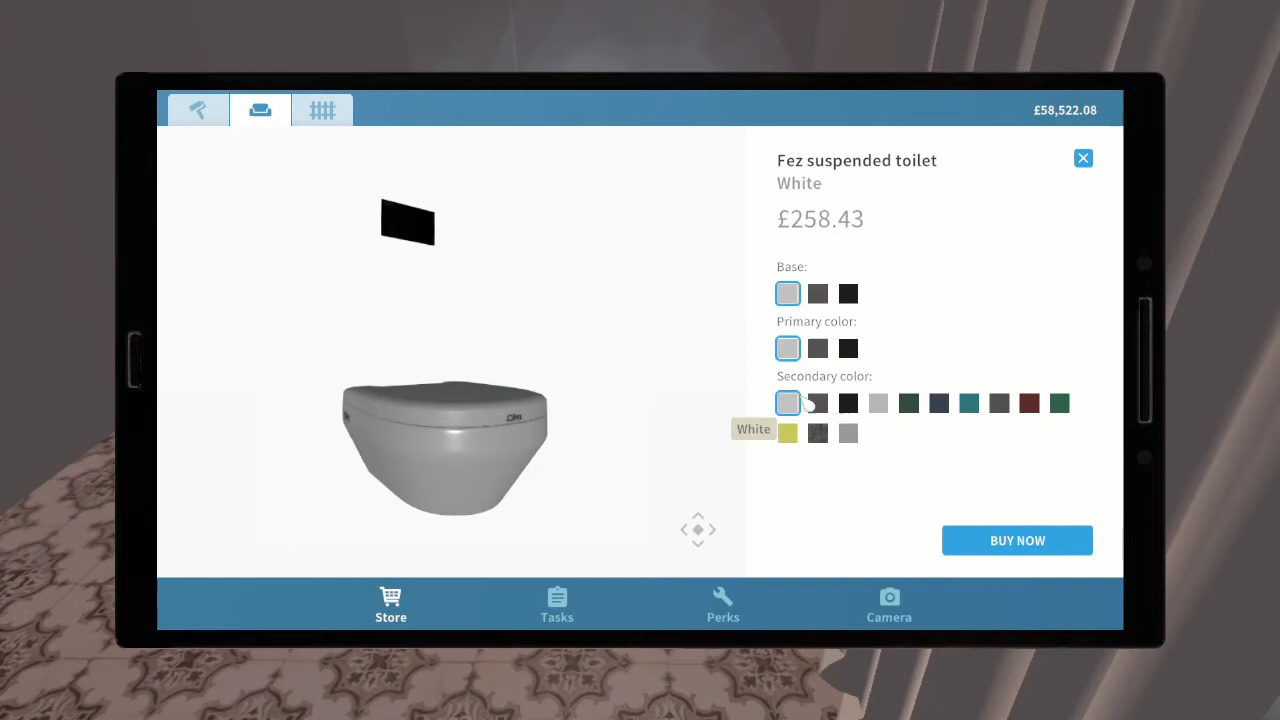 £58,522.08
Fez suspended toilet
White
£258.43
Base:
Primary color:
Secondary color:
White
BUY NOW
Store
Tasks
Perks
Camera